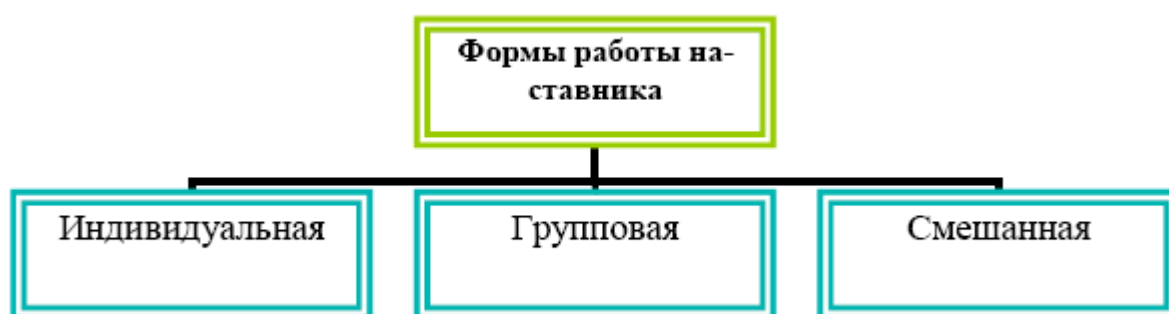 Формы работы на-
ставника
Индивидуальная
Групповая
Смешанная